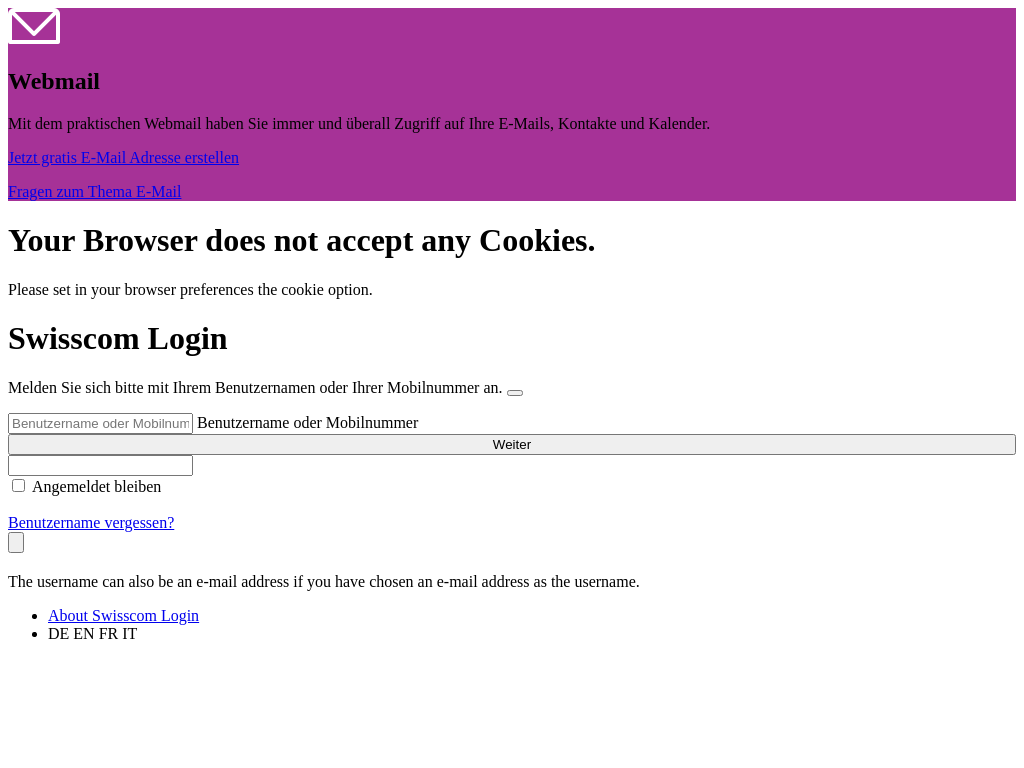 Webmail
Mit dem praktischen Webmail haben Sie immer und überall Zugriff auf Ihre E-Mails, Kontakte und Kalender.
Jetzt gratis E-Mail Adresse erstellen
Fragen zum Thema E-Mail
Your Browser does not accept any Cookies.
Please set in your browser preferences the cookie option.
Swisscom Login
Melden Sie sich bitte mit Ihrem Benutzernamen oder Ihrer Mobilnummer an.
Benutzername oder Mobilnum Benutzername oder Mobilnummer
Weiter
Angemeldet bleiben
Benutzername vergessen?
The username can also be an e-mail address if you have chosen an e-mail address as the username.
About Swisscom Login
DE EN FR IT